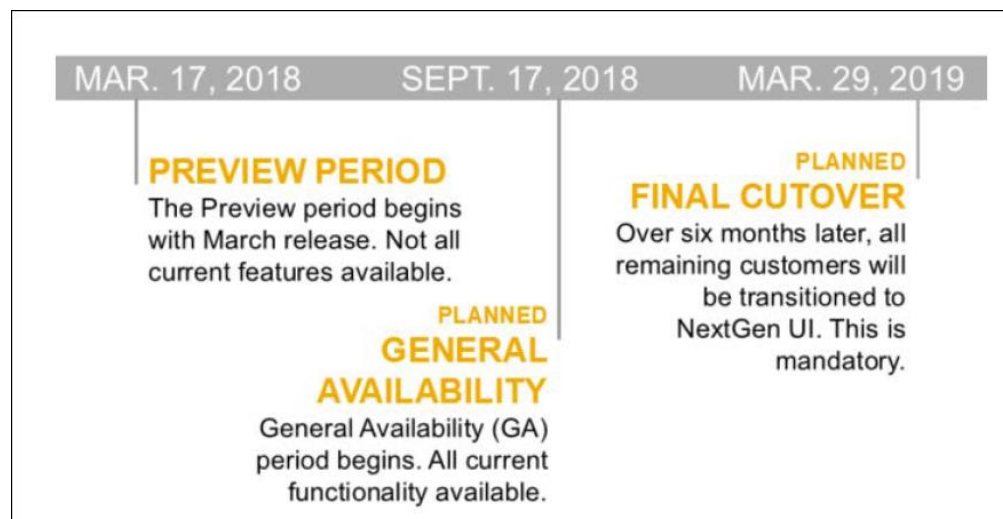 MAR. 17, 2018 SEPT. 17, 2018 MAR. 29, 2019
PREVIEW PERIOD
The Preview period begins
with March release. Not all
current features available.
PLANNED
GENERAL
AVAILABILITY
General Availability (GA)
period begins. All current
functionality available.
PLANNED
FINAL CUTOVER
Over six months later, all
remaining customers will
be transitioned to
NextGen UI. This is
mandatory.